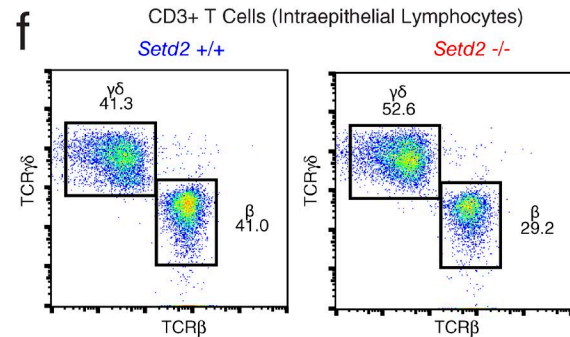 f
CD3+ T Cells (Intraepithelial Lymphocytes)
Setd2 +/+
Setd2 -/-
γδ
41.3
β
41.0
TCRγδ
TCRβ
γδ
52.6
β
29.2
TCRγδ
TCRβ